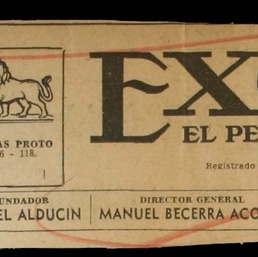 EX
EL PE
AS PROTO
6 - 118.
Registrado
UNDADOR
EL ALDUCIN
DIRECTOR GENERAL
MANUEL BECERRA ACO